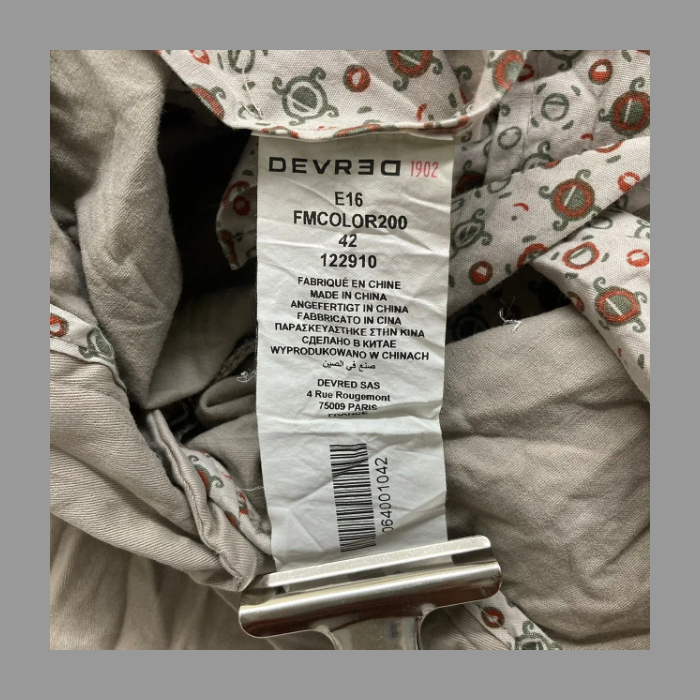 DEVRED 1902
E16
FMCOLOR200
42
122910
FABRIQUÉ EN CHINE
MADE IN CHINA
ANGEFERTIGT IN CHINA
FABBRICATO IN CINA
ΠΑΡΑΣΚΕΥΑΣΤΗΚΕ ΣΤΗΝ ΚΙΝΑ
СДЕЛАНО В КИТАЕ
WYPRODUKOWANO W CHINACH
صنع في الصين
DEVRED SAS
4 Rue Rougemont
75009 PARIS
FRANCE
064001042